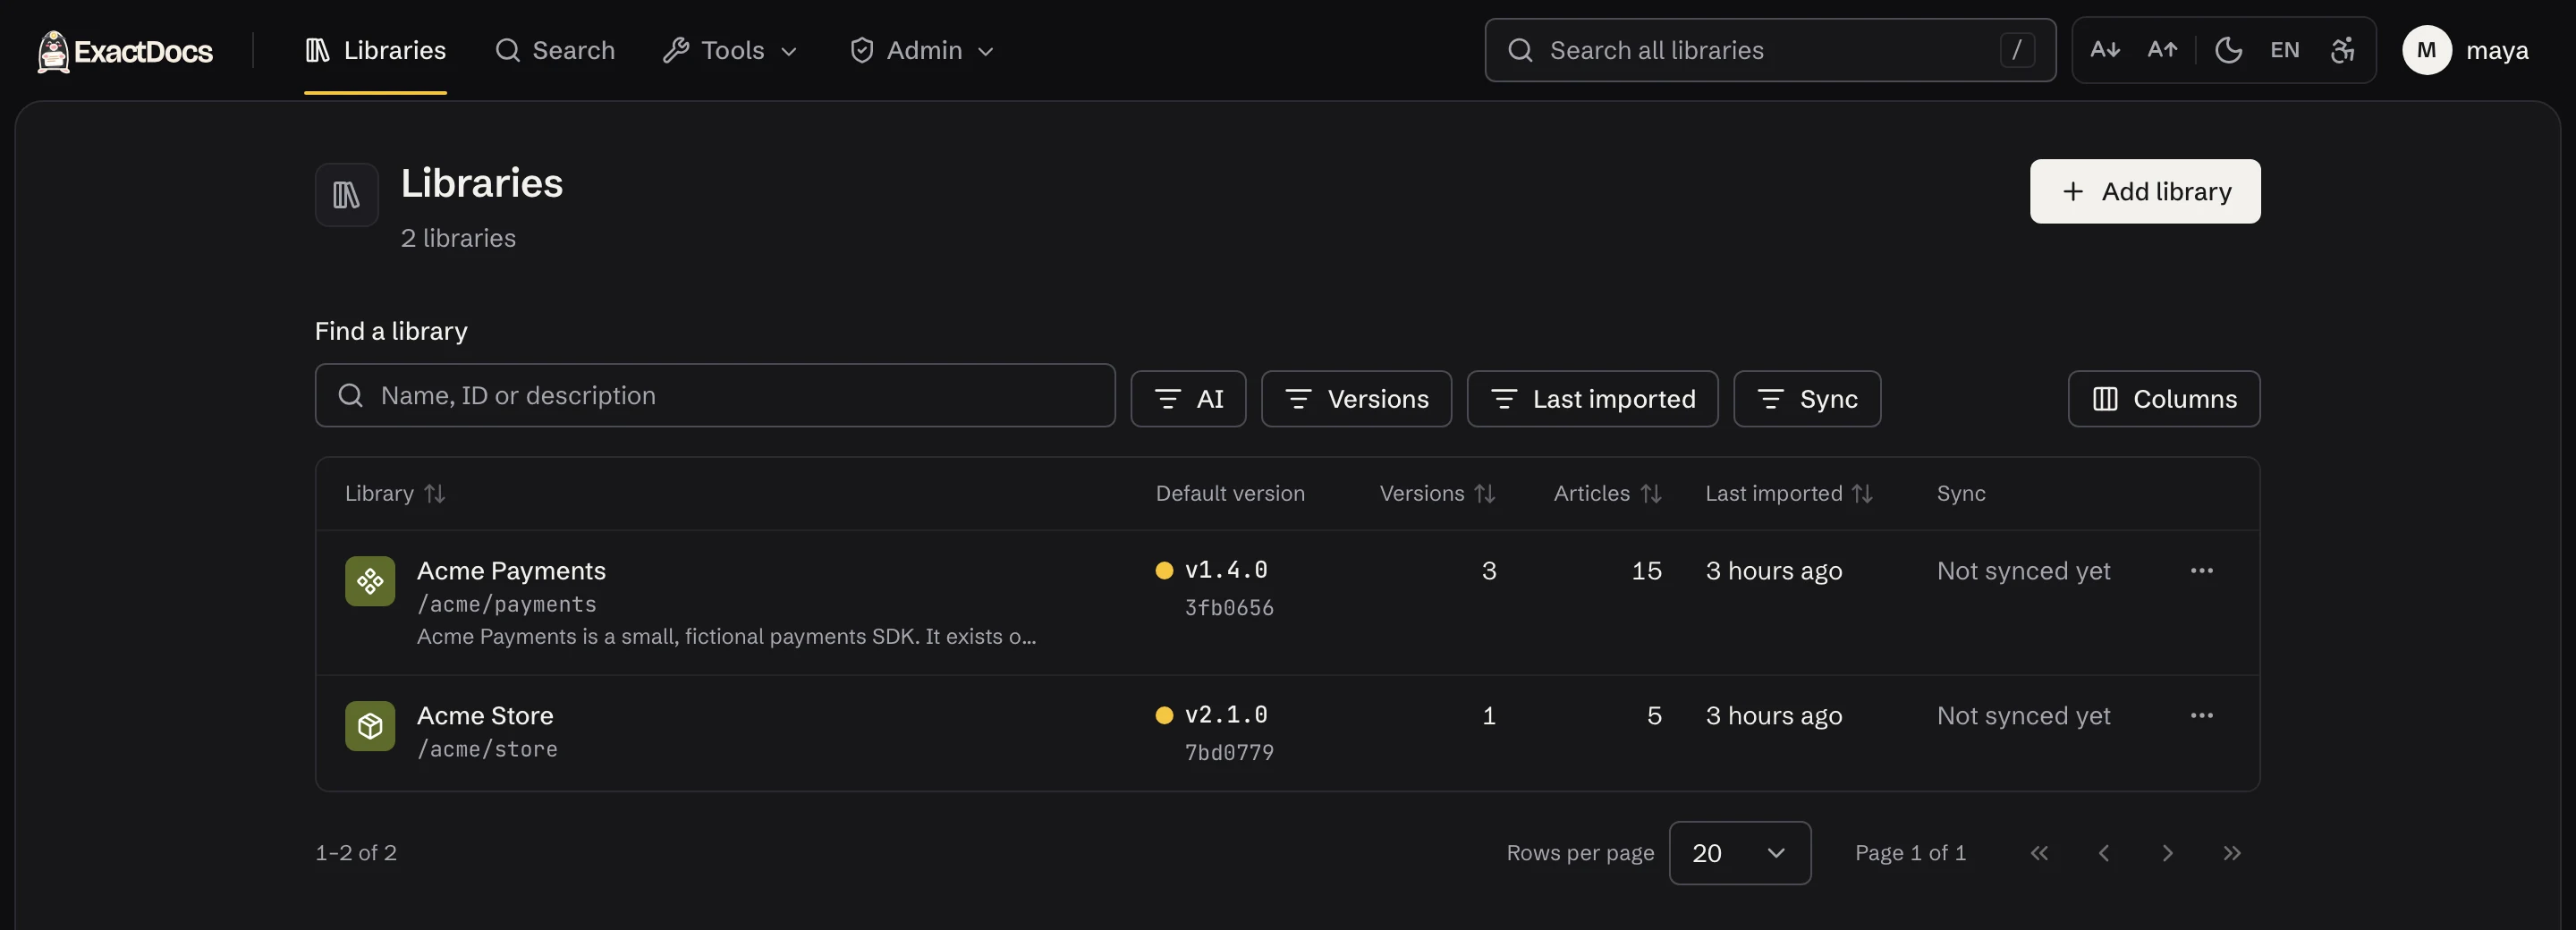 ExactDocs
Libraries
Search
Tools
Admin
Search all libraries
/
A↓
A↑
EN
M
maya
Libraries
2 libraries
+ Add library
Find a library
Name, ID or description
AI
Versions
Last imported
Sync
Columns
Library
Default version
Versions
Articles
Last imported
Sync
Acme Payments
/acme/payments
Acme Payments is a small, fictional payments SDK. It exists o…
v1.4.0
3fb0656
3
15
3 hours ago
Not synced yet
Acme Store
/acme/store
v2.1.0
7bd0779
1
5
3 hours ago
Not synced yet
1–2 of 2
Rows per page
20
Page 1 of 1